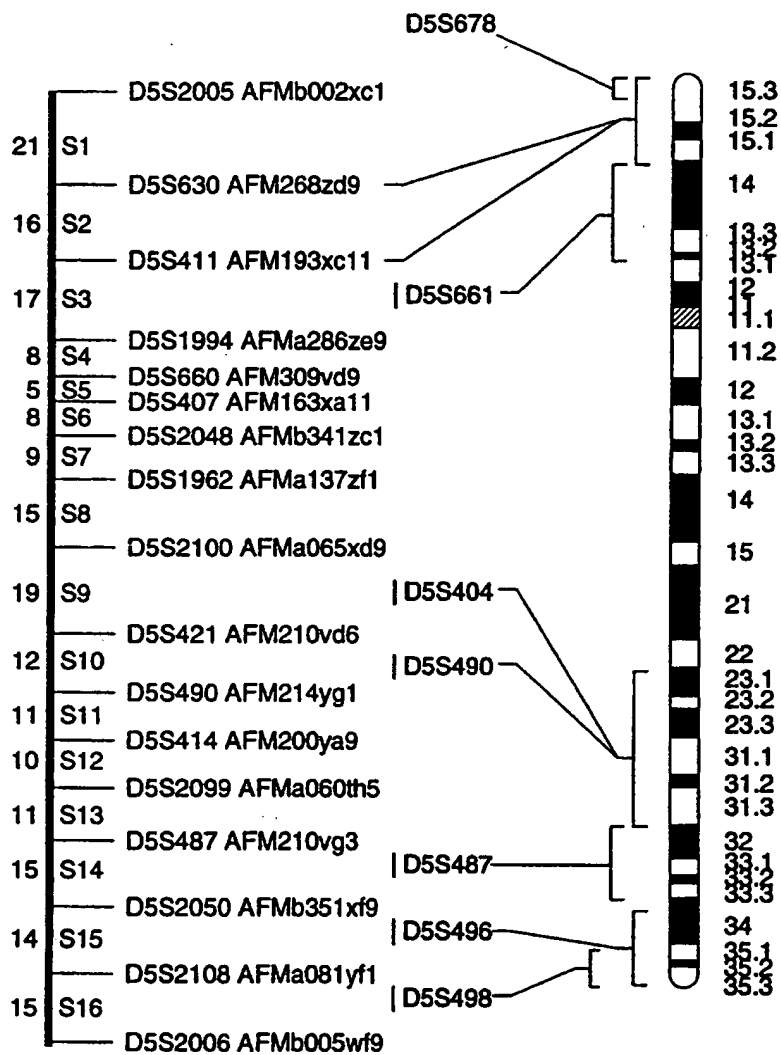 D5S678
D5S2005 AFMb002xc1
21 S1
D5S630 AFM268zd9
16 S2
D5S411 AFM193xc11
17 S3
D5S661
D5S1994 AFMa286ze9
8 S4
D5S660 AFM309vd9
5 S5
D5S407 AFM163xa11
8 S6
D5S2048 AFMb341zc1
9 S7
D5S1962 AFMa137zf1
15 S8
D5S2100 AFMa065xd9
19 S9
D5S404
D5S421 AFM210vd6
12 S10
D5S490
D5S490 AFM214yg1
11 S11
D5S414 AFM200ya9
10 S12
D5S2099 AFMa060th5
11 S13
D5S487 AFM210vg3
15 S14
D5S487
D5S2050 AFMb351xf9
14 S15
D5S496
D5S2108 AFMa081yf1
15 S16
D5S498
D5S2006 AFMb005wf9
15.3
15.2
15.1
14
13.3
13.2
13.1
12
11
11.1
11.2
12
13.1
13.2
13.3
14
15
21
22
23.1
23.2
23.3
31.1
31.2
31.3
32
33.1
33.2
33.3
34
35.1
35.2
35.3